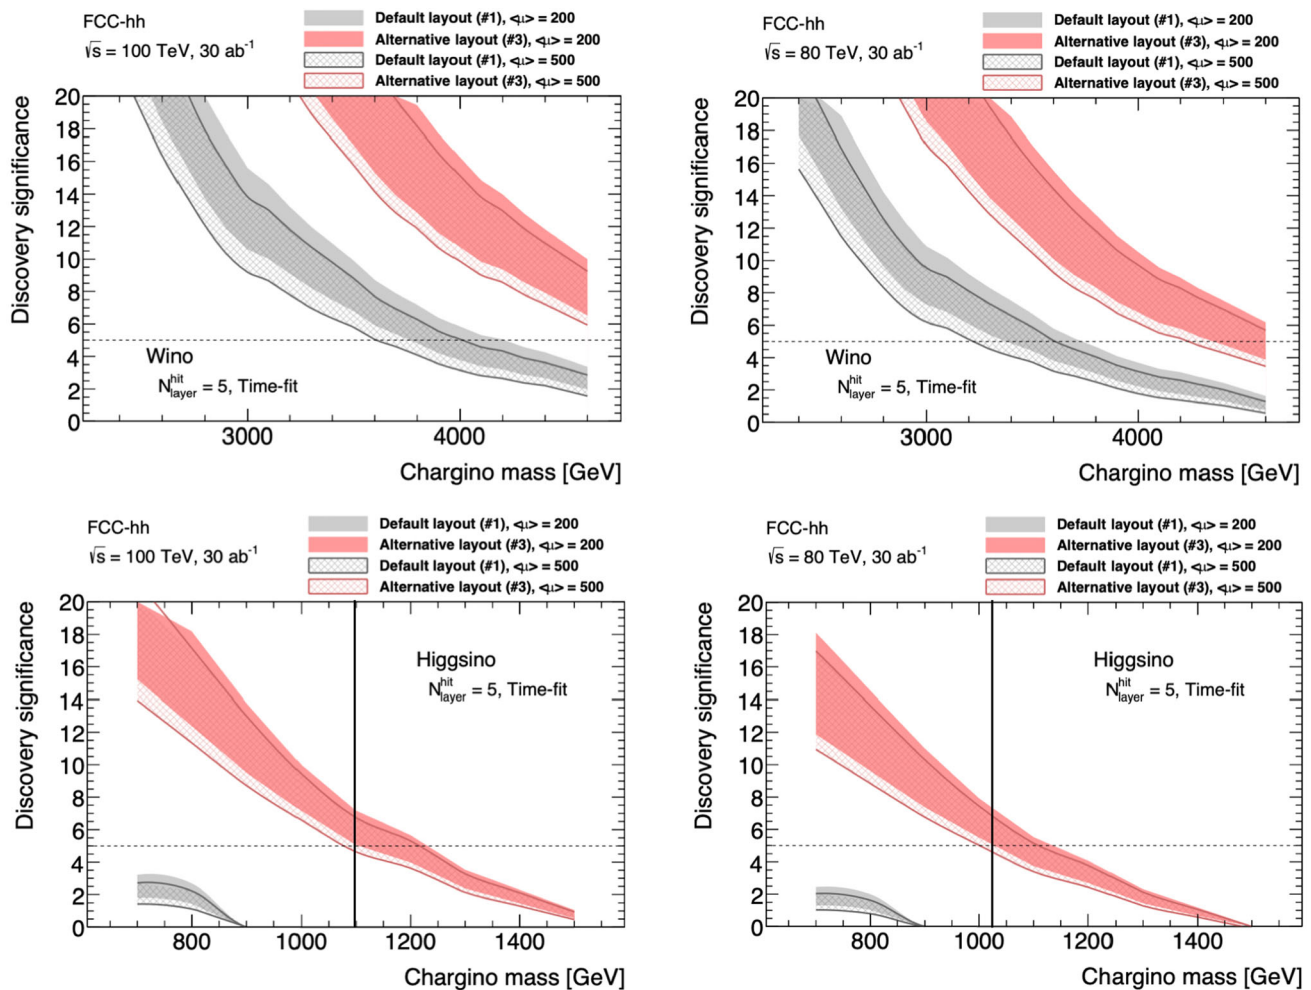 FCC-hh
√s = 100 TeV, 30 ab⁻¹
Default layout (#1), <μ> = 200
Alternative layout (#3), <μ> = 200
Default layout (#1), <μ> = 500
Alternative layout (#3), <μ> = 500
Discovery significance
20
18
16
14
12
10
8
6
4
2
0
Wino
N^hit_layer = 5, Time-fit
3000 4000
Chargino mass [GeV]
FCC-hh
√s = 80 TeV, 30 ab⁻¹
Default layout (#1), <μ> = 200
Alternative layout (#3), <μ> = 200
Default layout (#1), <μ> = 500
Alternative layout (#3), <μ> = 500
Discovery significance
20
18
16
14
12
10
8
6
4
2
0
Wino
N^hit_layer = 5, Time-fit
3000 4000
Chargino mass [GeV]
FCC-hh
√s = 100 TeV, 30 ab⁻¹
Default layout (#1), <μ> = 200
Alternative layout (#3), <μ> = 200
Default layout (#1), <μ> = 500
Alternative layout (#3), <μ> = 500
Discovery significance
20
18
16
14
12
10
8
6
4
2
0
Higgsino
N^hit_layer = 5, Time-fit
800 1000 1200 1400
Chargino mass [GeV]
FCC-hh
√s = 80 TeV, 30 ab⁻¹
Default layout (#1), <μ> = 200
Alternative layout (#3), <μ> = 200
Default layout (#1), <μ> = 500
Alternative layout (#3), <μ> = 500
Discovery significance
20
18
16
14
12
10
8
6
4
2
0
Higgsino
N^hit_layer = 5, Time-fit
800 1000 1200 1400
Chargino mass [GeV]